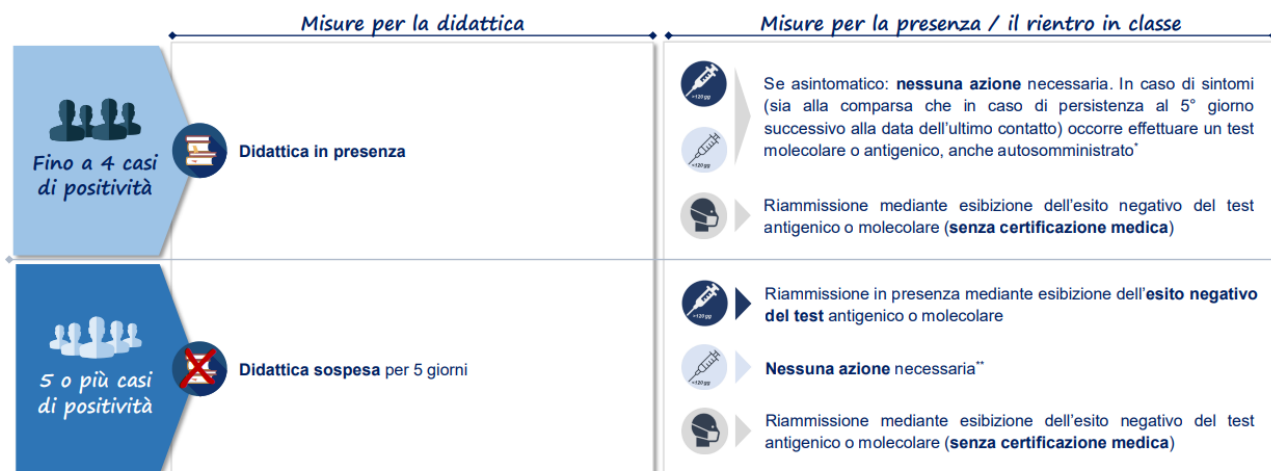 Misure per la didattica
Misure per la presenza / il rientro in classe
Fino a 4 casi
di positività
Didattica in presenza
Se asintomatico: nessuna azione necessaria. In caso di sintomi
(sia alla comparsa che in caso di persistenza al 5° giorno
successivo alla data dell'ultimo contatto) occorre effettuare un test
molecolare o antigenico, anche autosomministrato*
Riammissione mediante esibizione dell'esito negativo del test
antigenico o molecolare (senza certificazione medica)
5 o più casi
di positività
Didattica sospesa per 5 giorni
Riammissione in presenza mediante esibizione dell'esito negativo
del test antigenico o molecolare
Nessuna azione necessaria**
Riammissione mediante esibizione dell'esito negativo del test
antigenico o molecolare (senza certificazione medica)